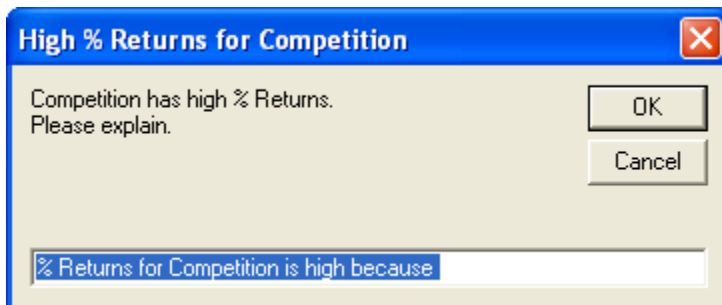 High % Returns for Competition
Competition has high % Returns.
Please explain.
OK
Cancel
% Returns for Competition is high because